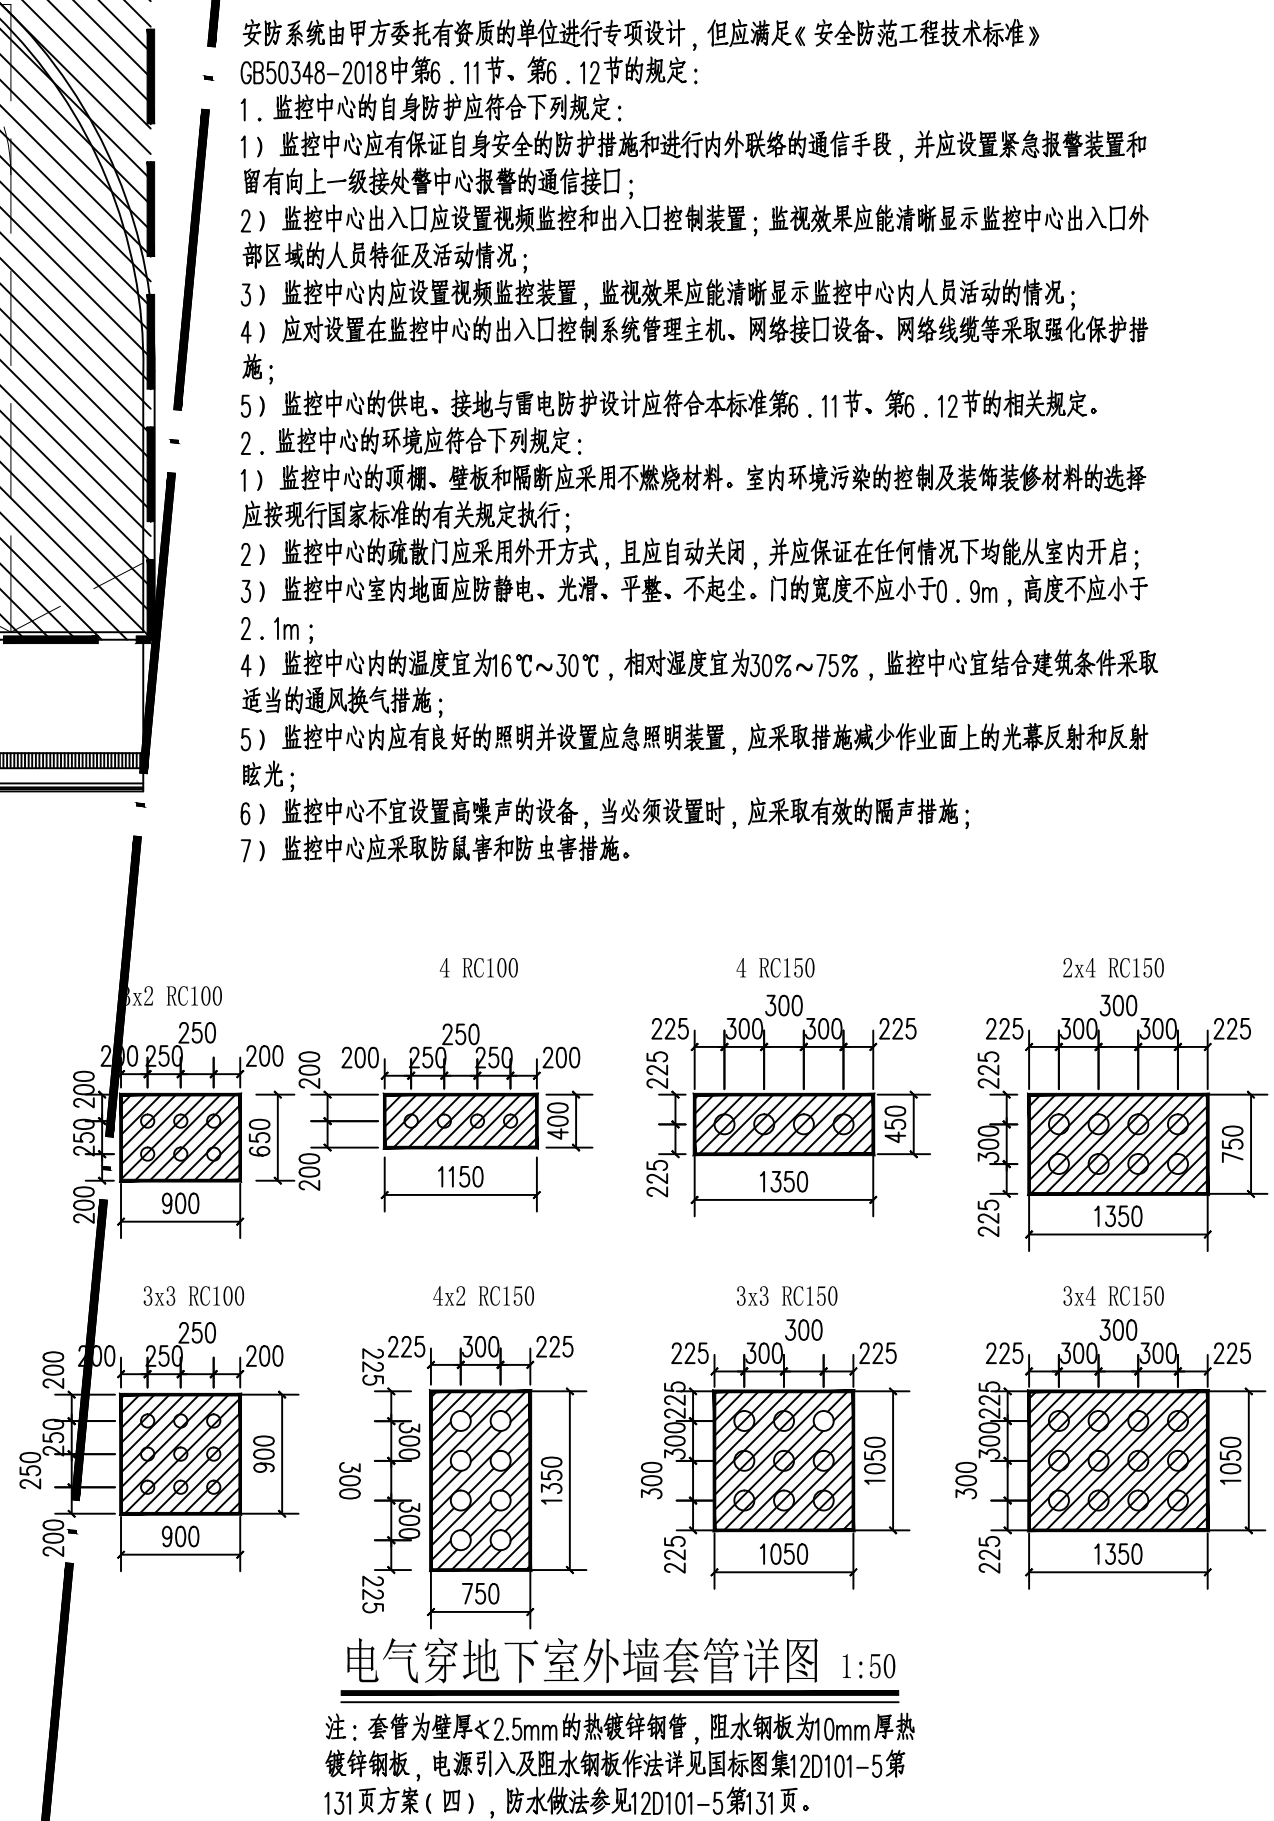 安防系统由甲方委托有资质的单位进行专项设计，但应满足《安全防范工程技术标准》
GB50348-2018中第6.11节、第6.12节的规定：
1. 监控中心的自身防护应符合下列规定：
1）监控中心应有保证自身安全的防护措施和进行内外联络的通信手段，并应设置紧急报警装置和
留有向上一级接处警中心报警的通信接口；
2）监控中心出入口应设置视频监控和出入口控制装置；监视效果应能清晰显示监控中心出入口外
部区域的人员特征及活动情况；
3）监控中心内应设置视频监控装置，监视效果应能清晰显示监控中心内人员活动的情况；
4）应对设置在监控中心的出入口控制系统管理主机、网络接口设备、网络线缆等采取强化保护措
施；
5）监控中心的供电、接地与雷电防护设计应符合本标准第6.11节、第6.12节的相关规定。
2. 监控中心的环境应符合下列规定：
1）监控中心的顶棚、壁板和隔断应采用不燃烧材料。室内环境污染的控制及装饰装修材料的选择
应按现行国家标准的有关规定执行；
2）监控中心的疏散门应采用外开方式，且应自动关闭，并应保证在任何情况下均能从室内开启；
3）监控中心室内地面应防静电、光滑、平整、不起尘。门的宽度不应小于0.9m，高度不应小于
2.1m；
4）监控中心内的温度宜为16℃~30℃，相对湿度宜为30%~75%，监控中心宜结合建筑条件采取
适当的通风换气措施；
5）监控中心内应有良好的照明并设置应急照明装置，应采取措施减少作业面上的光幕反射和反射
眩光；
6）监控中心不宜设置高噪声的设备，当必须设置时，应采取有效的隔声措施；
7）监控中心应采取防鼠害和防虫害措施。
3x2 RC100
250
200 250 200
200
250
200
650
900
4 RC100
250
200 250 250 200
200
200
400
1150
4 RC150
300
225 300 300 225
225
225
450
1350
2x4 RC150
300
225 300 300 225
225
300
225
750
1350
3x3 RC100
250
200 250 200
200
250
250
200
900
900
4x2 RC150
225 300 225
225
300
300
300
225
1350
750
3x3 RC150
300
225 300 225
225
300
300
225
1050
1050
3x4 RC150
300
225 300 300 225
225
300
300
225
1050
1350
电气穿地下室外墙套管详图 1:50
注：套管为壁厚≮2.5mm的热镀锌钢管，阻水钢板为10mm厚热
镀锌钢板，电源引入及阻水钢板作法详见国标图集12D101-5第
131页方案（四），防水做法参见12D101-5第131页。